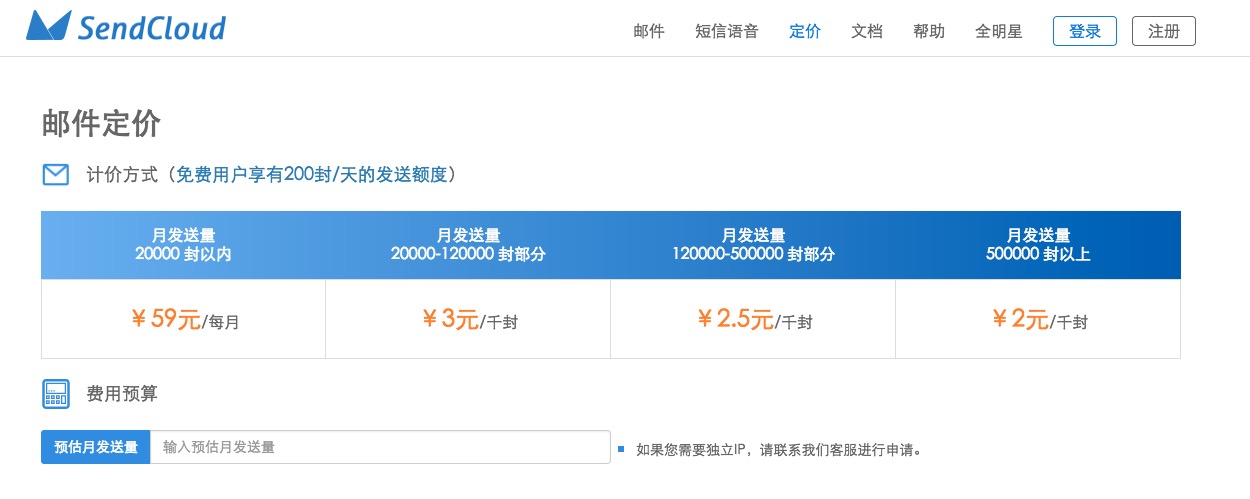 SendCloud
邮件 短信语音 定价 文档 帮助 全明星 登录 注册
邮件定价
计价方式（免费用户享有200封/天的发送额度）
月发送量 月发送量 月发送量 月发送量
20000 封以内 20000-120000 封部分 120000-500000 封部分 500000 封以上
￥59元/每月 ￥3元/千封 ￥2.5元/千封 ￥2元/千封
费用预算
预估月发送量 输入预估月发送量 如果您需要独立IP，请联系我们客服进行申请。